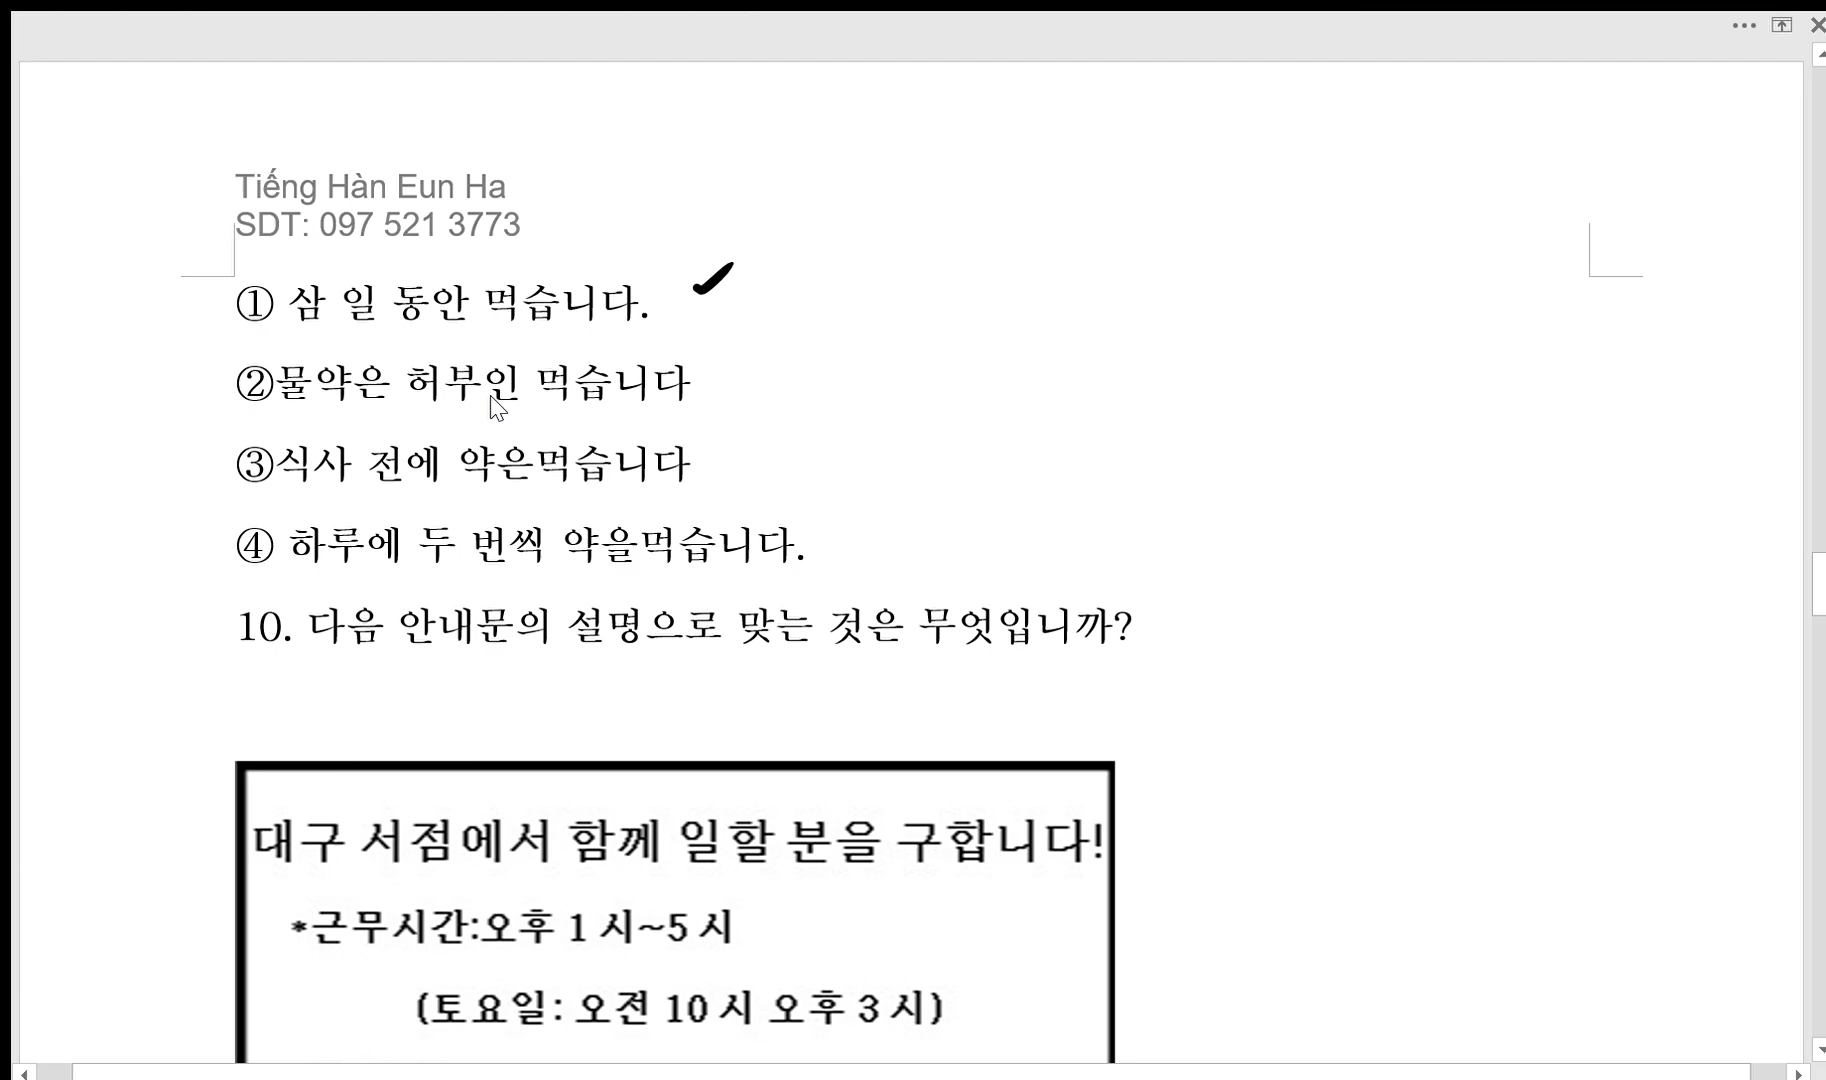 Tiếng Hàn Eun Ha
SDT: 097 521 3773
① 삼 일 동안 먹습니다.
②물약은 허부인 먹습니다
③식사 전에 약은먹습니다
④ 하루에 두 번씩 약을먹습니다.
10. 다음 안내문의 설명으로 맞는 것은 무엇입니까?
대구 서점에서 함께 일할 분을 구합니다!
*근무시간:오후 1 시~5 시
(토요일: 오전 10 시 오후 3 시)